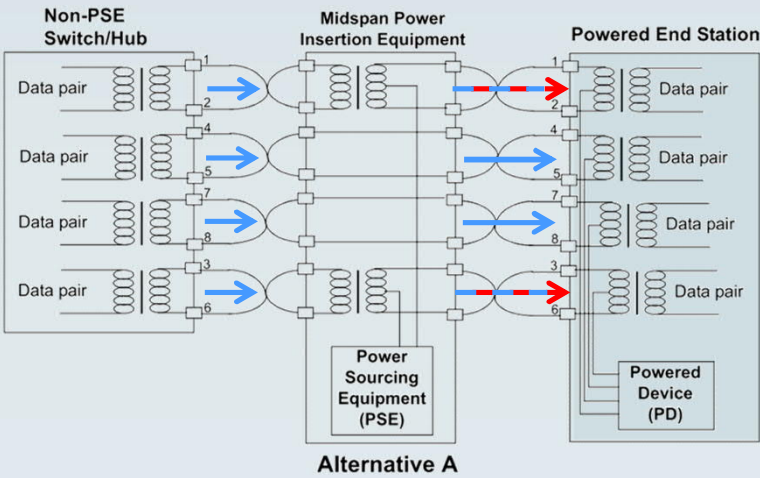 Non-PSE
Switch/Hub
Midspan Power
Insertion Equipment
Powered End Station
1
Data pair
2
1
2
Data pair
4
Data pair
5
4
5
Data pair
7
Data pair
8
7
8
Data pair
3
Data pair
6
3
6
Data pair
Power
Sourcing
Equipment
(PSE)
Powered
Device
(PD)
Alternative A